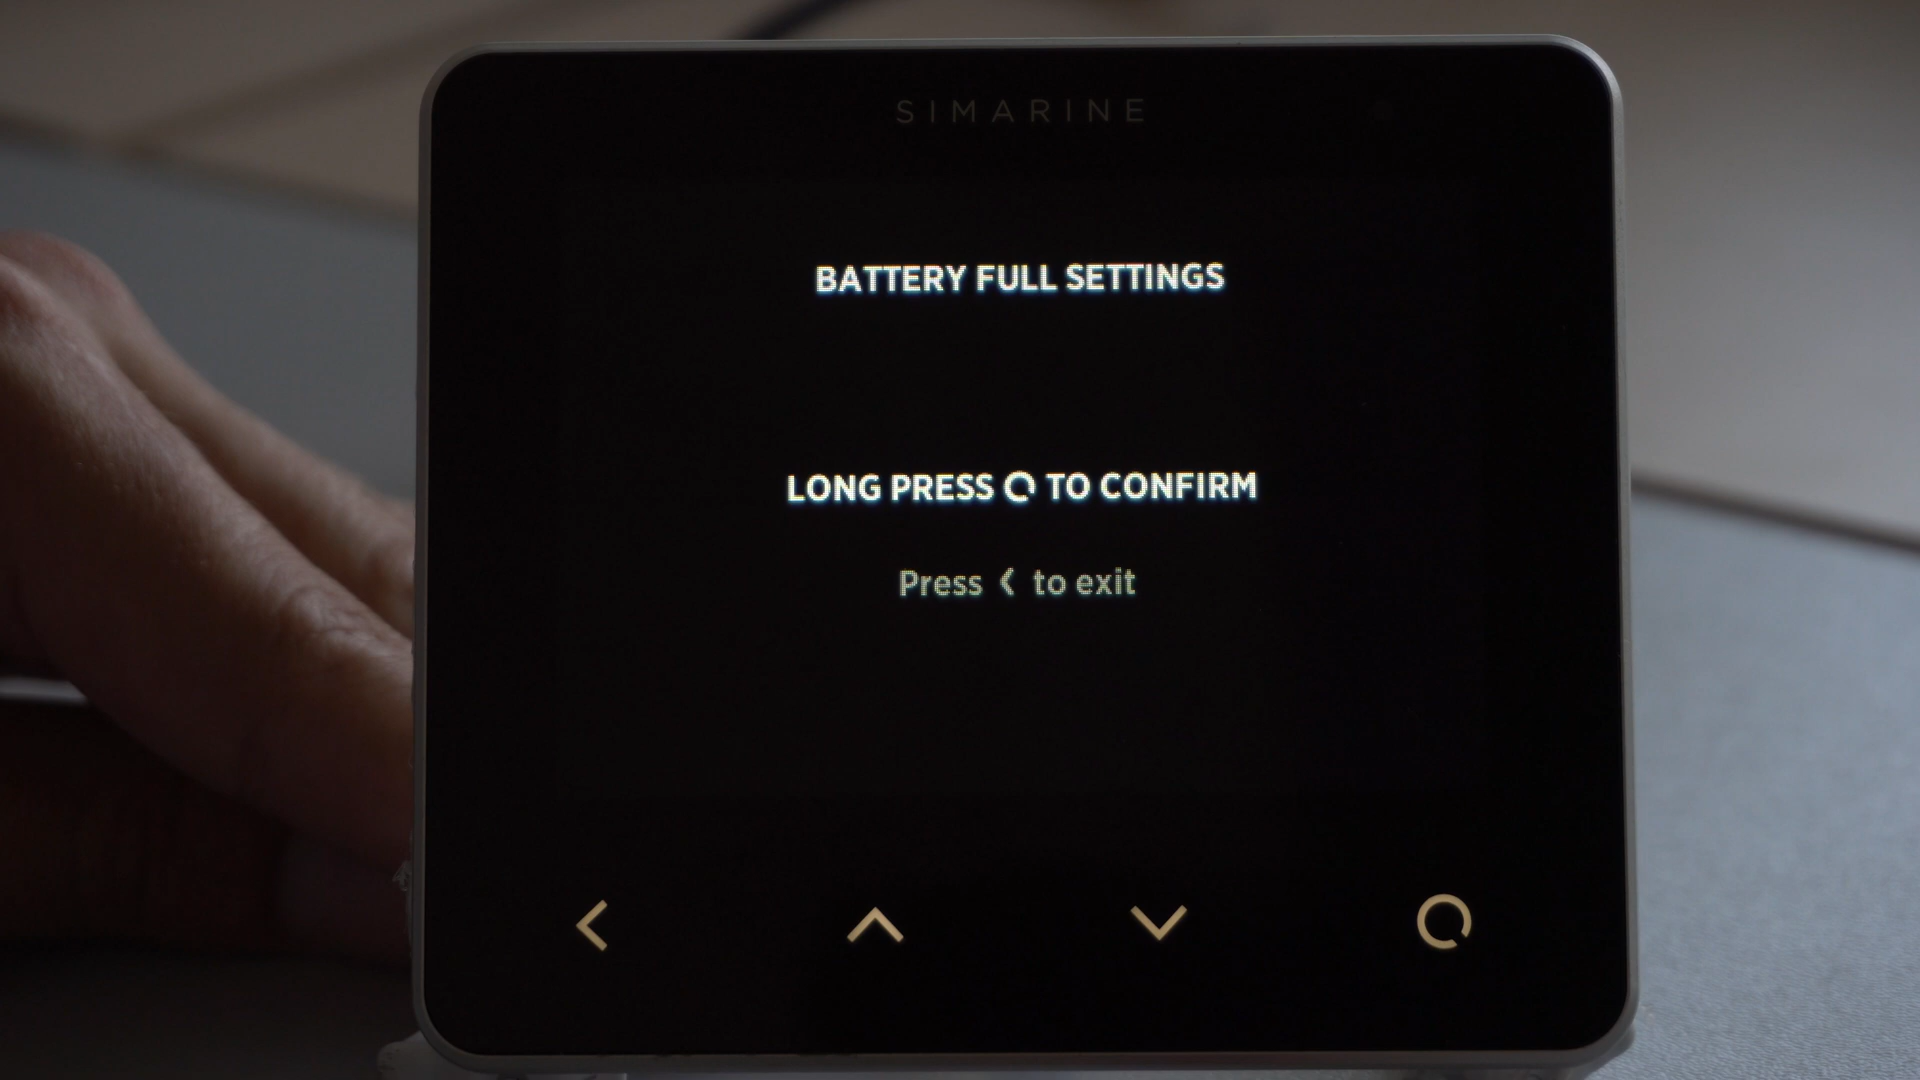 SIMARINE
BATTERY FULL SETTINGS
LONG PRESS TO CONFIRM
Press < to exit